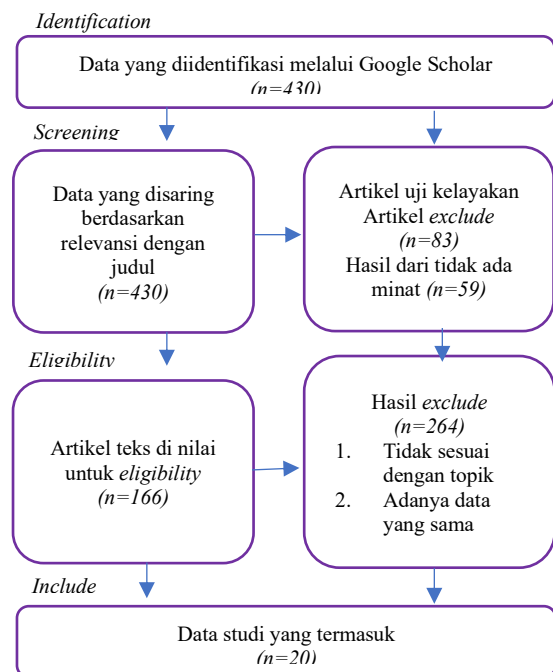 Identification
Data yang diidentifikasi melalui Google Scholar
(n=430)
Screening
Data yang disaring
berdasarkan
relevansi dengan
judul
(n=430)
Artikel uji kelayakan
Artikel exclude
(n=83)
Hasil dari tidak ada
minat (n=59)
Eligibility
Artikel teks di nilai
untuk eligibility
(n=166)
Hasil exclude
(n=264)
1. Tidak sesuai
dengan topik
2. Adanya data
yang sama
Include
Data studi yang termasuk
(n=20)